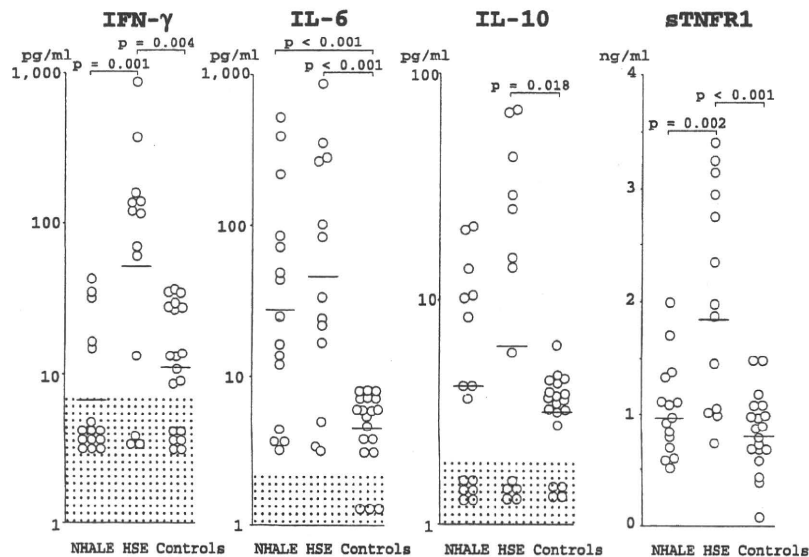 IFN-γ IL-6 IL-10 sTNFR1
pg/ml pg/ml pg/ml ng/ml
p = 0.004
p = 0.001
p < 0.001
p < 0.001
p = 0.018
p < 0.001
p = 0.002
1,000
100
10
1
1,000
100
10
1
100
10
1
4
3
2
1
0
NHALE HSE Controls
NHALE HSE Controls
NHALE HSE Controls
NHALE HSE Controls